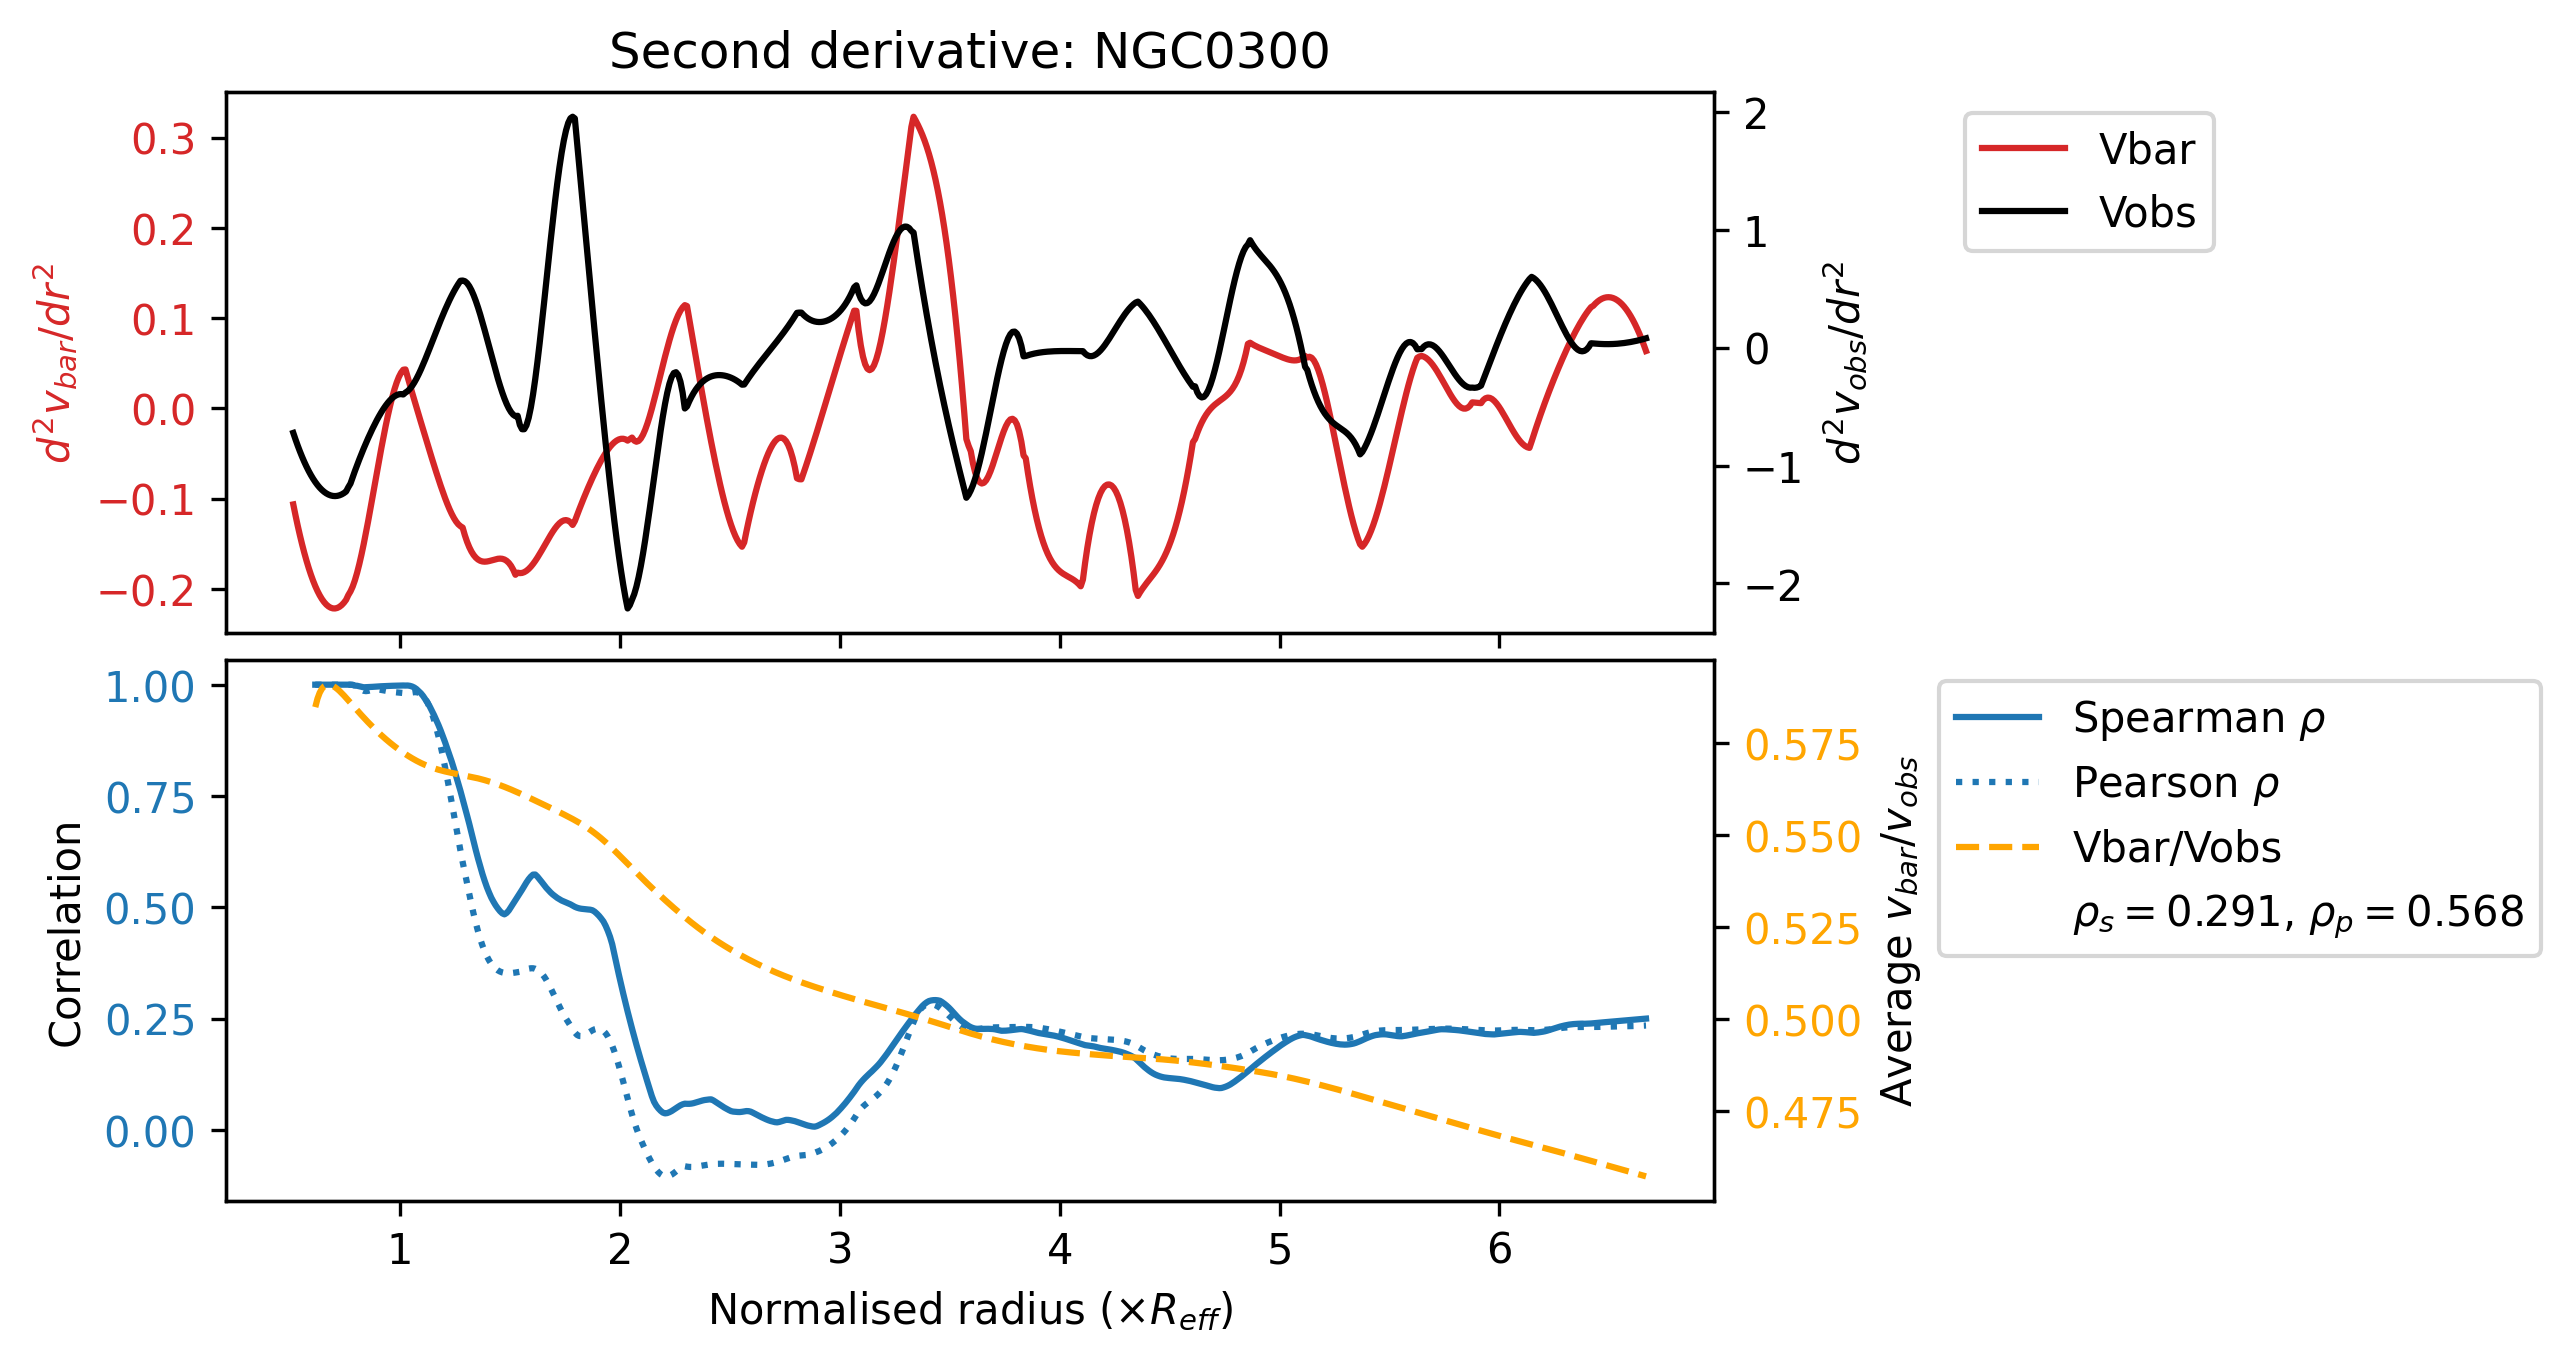 Second derivative: NGC0300
0.3
0.2
0.1
0.0
−0.1
−0.2
d²v_bar/dr²
2
1
0
−1
−2
d²v_obs/dr²
Vbar
Vobs
1.00
0.75
0.50
0.25
0.00
Correlation
0.575
0.550
0.525
0.500
0.475
Average v_bar/v_obs
Spearman ρ
Pearson ρ
Vbar/Vobs
ρ_s = 0.291, ρ_p = 0.568
1 2 3 4 5 6
Normalised radius (×R_eff)